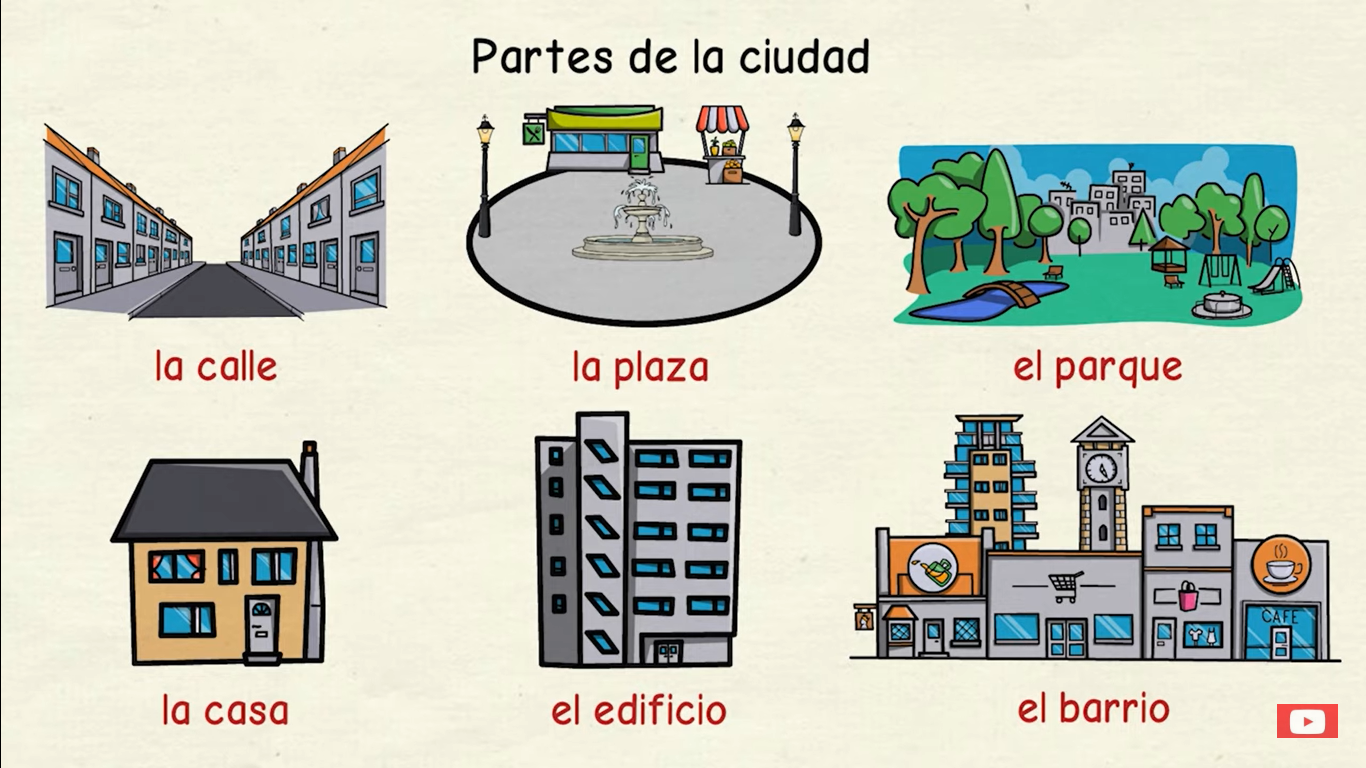 Partes de la ciudad
la calle
la plaza
el parque
CAFE
la casa
el edificio
el barrio